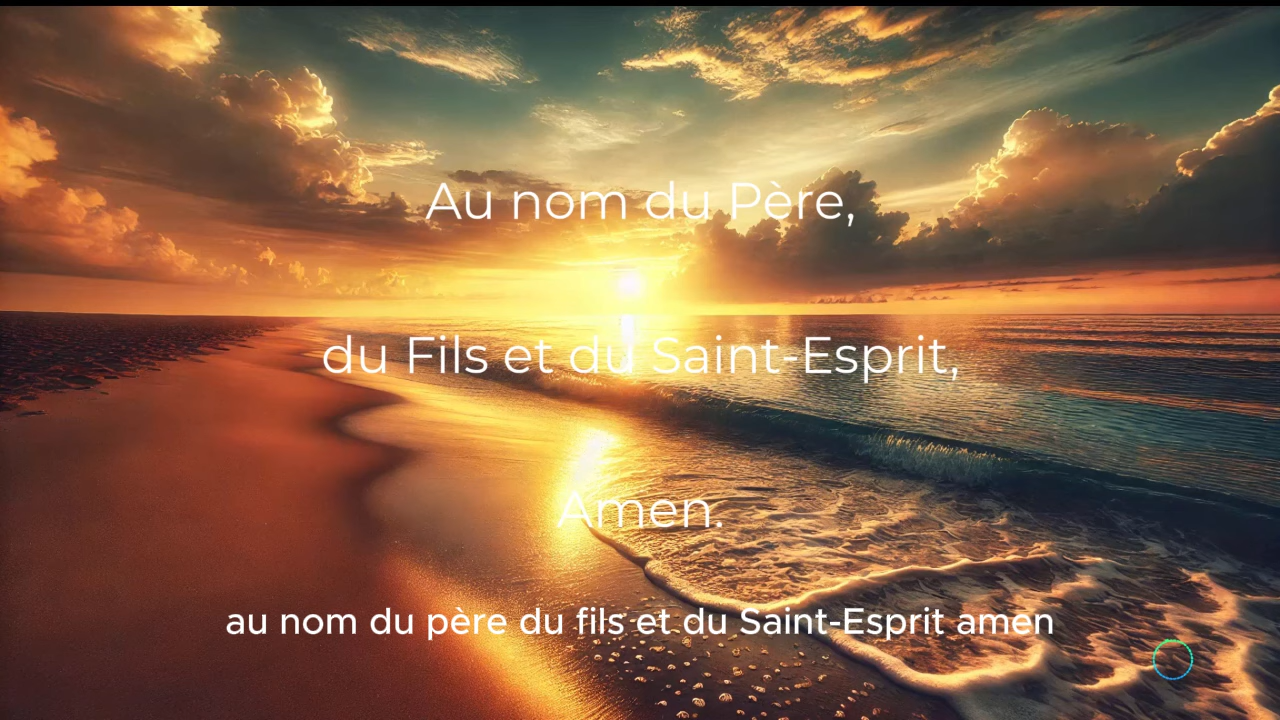 Au nom du Père,
du Fils et du Saint-Esprit,
Amen.
au nom du père du fils et du Saint-Esprit amen